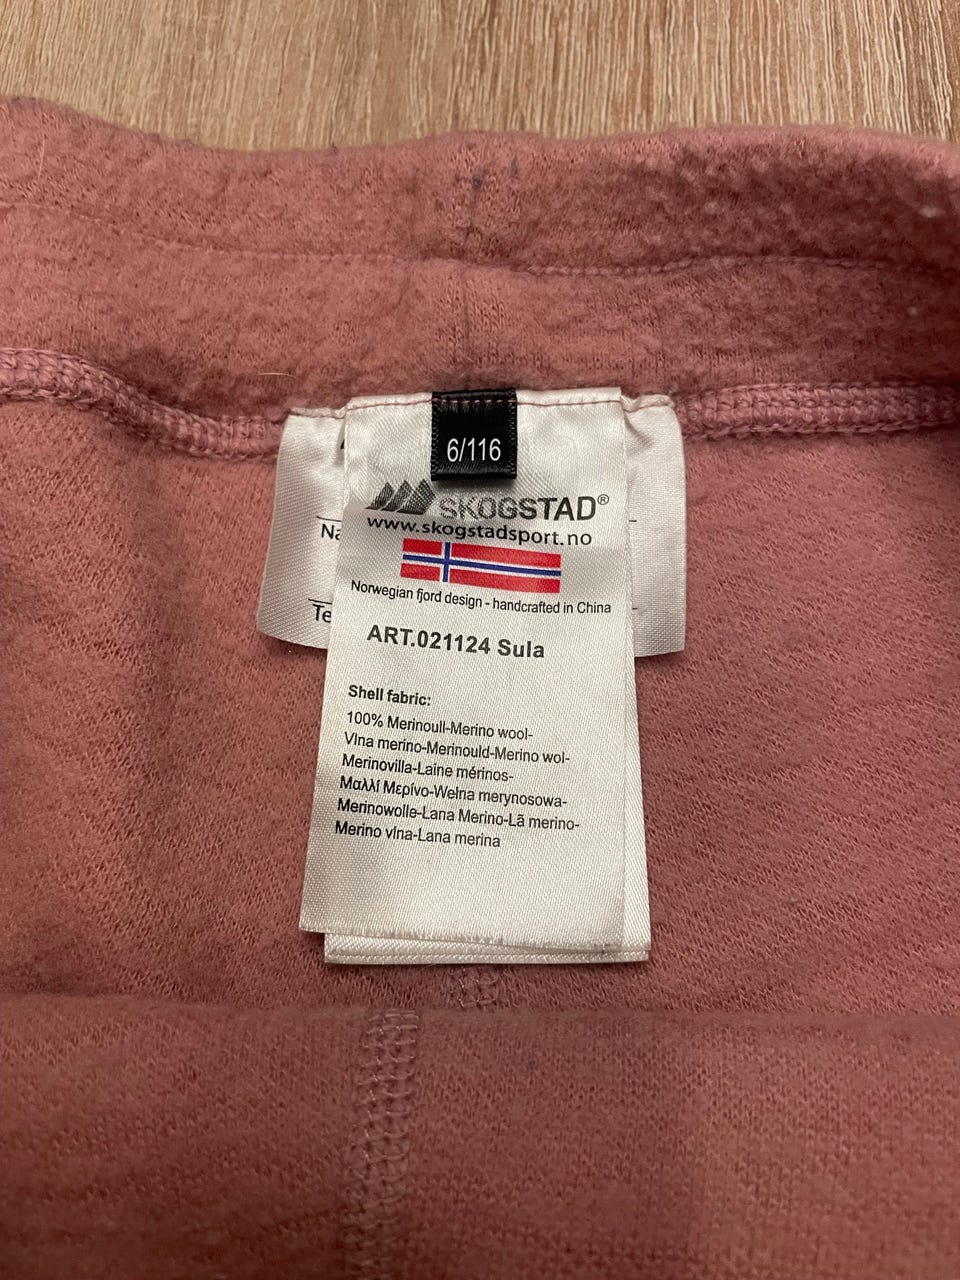 6/116
SKOGSTAD®
www.skogstadsport.no
Norwegian fjord design - handcrafted in China
ART.021124 Sula
Shell fabric:
100% Merinoull-Merino wool-
Vlna merino-Merinould-Merino wol-
Merinovilla-Laine mérinos-
Μαλλί Μερίνο-Wełna merynosowa-
Merinowolle-Lana Merino-Lã merino-
Merino vlna-Lana merina
Na
Te